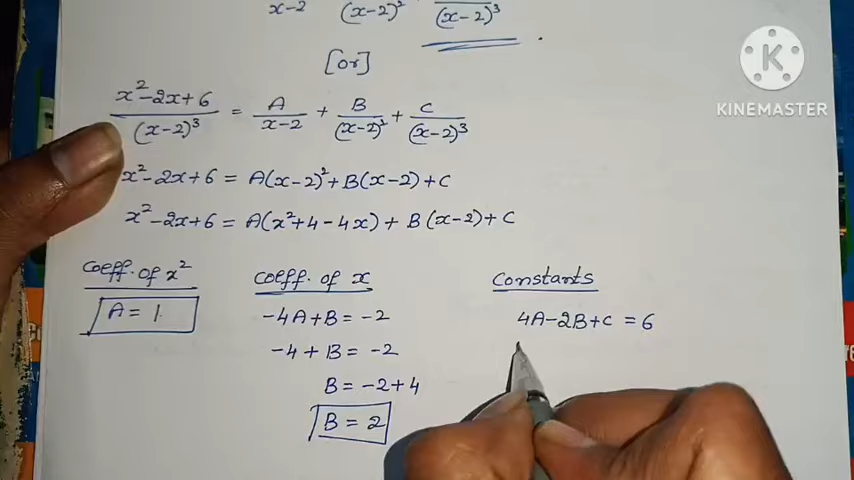 x-2 (x-2)² (x-2)³
[or]
x²-2x+6 / (x-2)³ = A / x-2 + B / (x-2)² + C / (x-2)³
x²-2x+6 = A(x-2)²+B(x-2)+C
x²-2x+6 = A(x²+4-4x)+ B(x-2)+C
Coeff. of x² coeff. of x Constants
A = 1. -4A+B = -2 4A-2B+C = 6
-4+B = -2
B = -2+4
B = 2
KINEMASTER